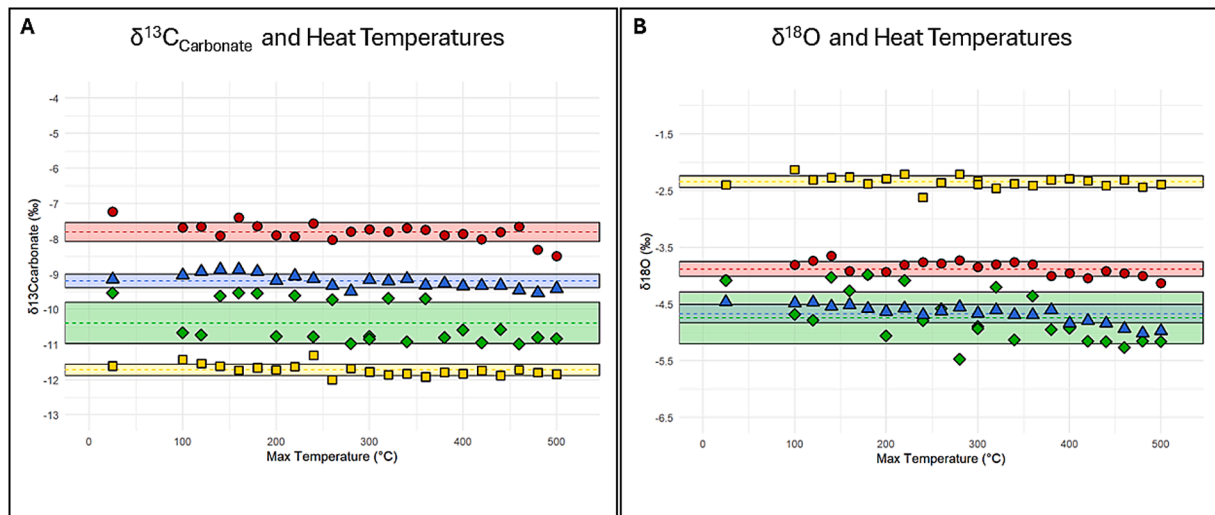 A
δ¹³C_Carbonate and Heat Temperatures
δ13Ccarbonate (‰)
-4
-5
-6
-7
-8
-9
-10
-11
-12
-13
0 100 200 300 400 500
Max Temperature (°C)
B
δ¹⁸O and Heat Temperatures
δ18O (‰)
-1.5
-2.5
-3.5
-4.5
-5.5
-6.5
0 100 200 300 400 500
Max Temperature (°C)